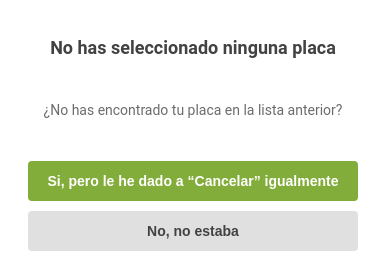 No has seleccionado ninguna placa
¿No has encontrado tu placa en la lista anterior?
Si, pero le he dado a “Cancelar” igualmente
No, no estaba